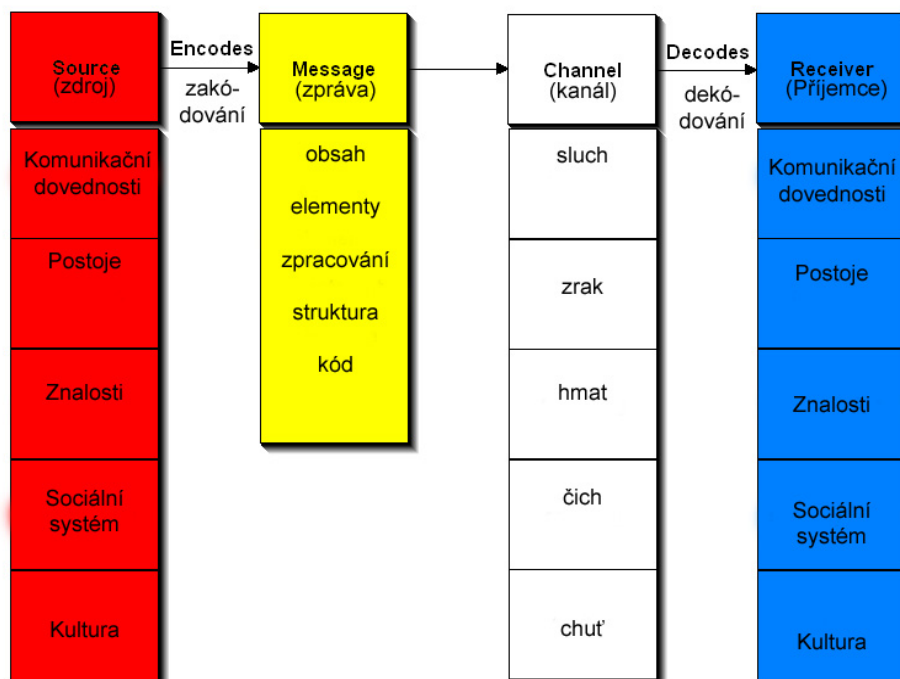 Source
(zdroj)
Encodes
zakó-
dování
Message
(zpráva)
Channel
(kanál)
Decodes
dekó-
dování
Receiver
(Příjemce)
Komunikační
dovednosti
Postoje
Znalosti
Sociální
systém
Kultura
obsah
elementy
zpracování
struktura
kód
sluch
zrak
hmat
čich
chuť
Komunikační
dovednosti
Postoje
Znalosti
Sociální
systém
Kultura